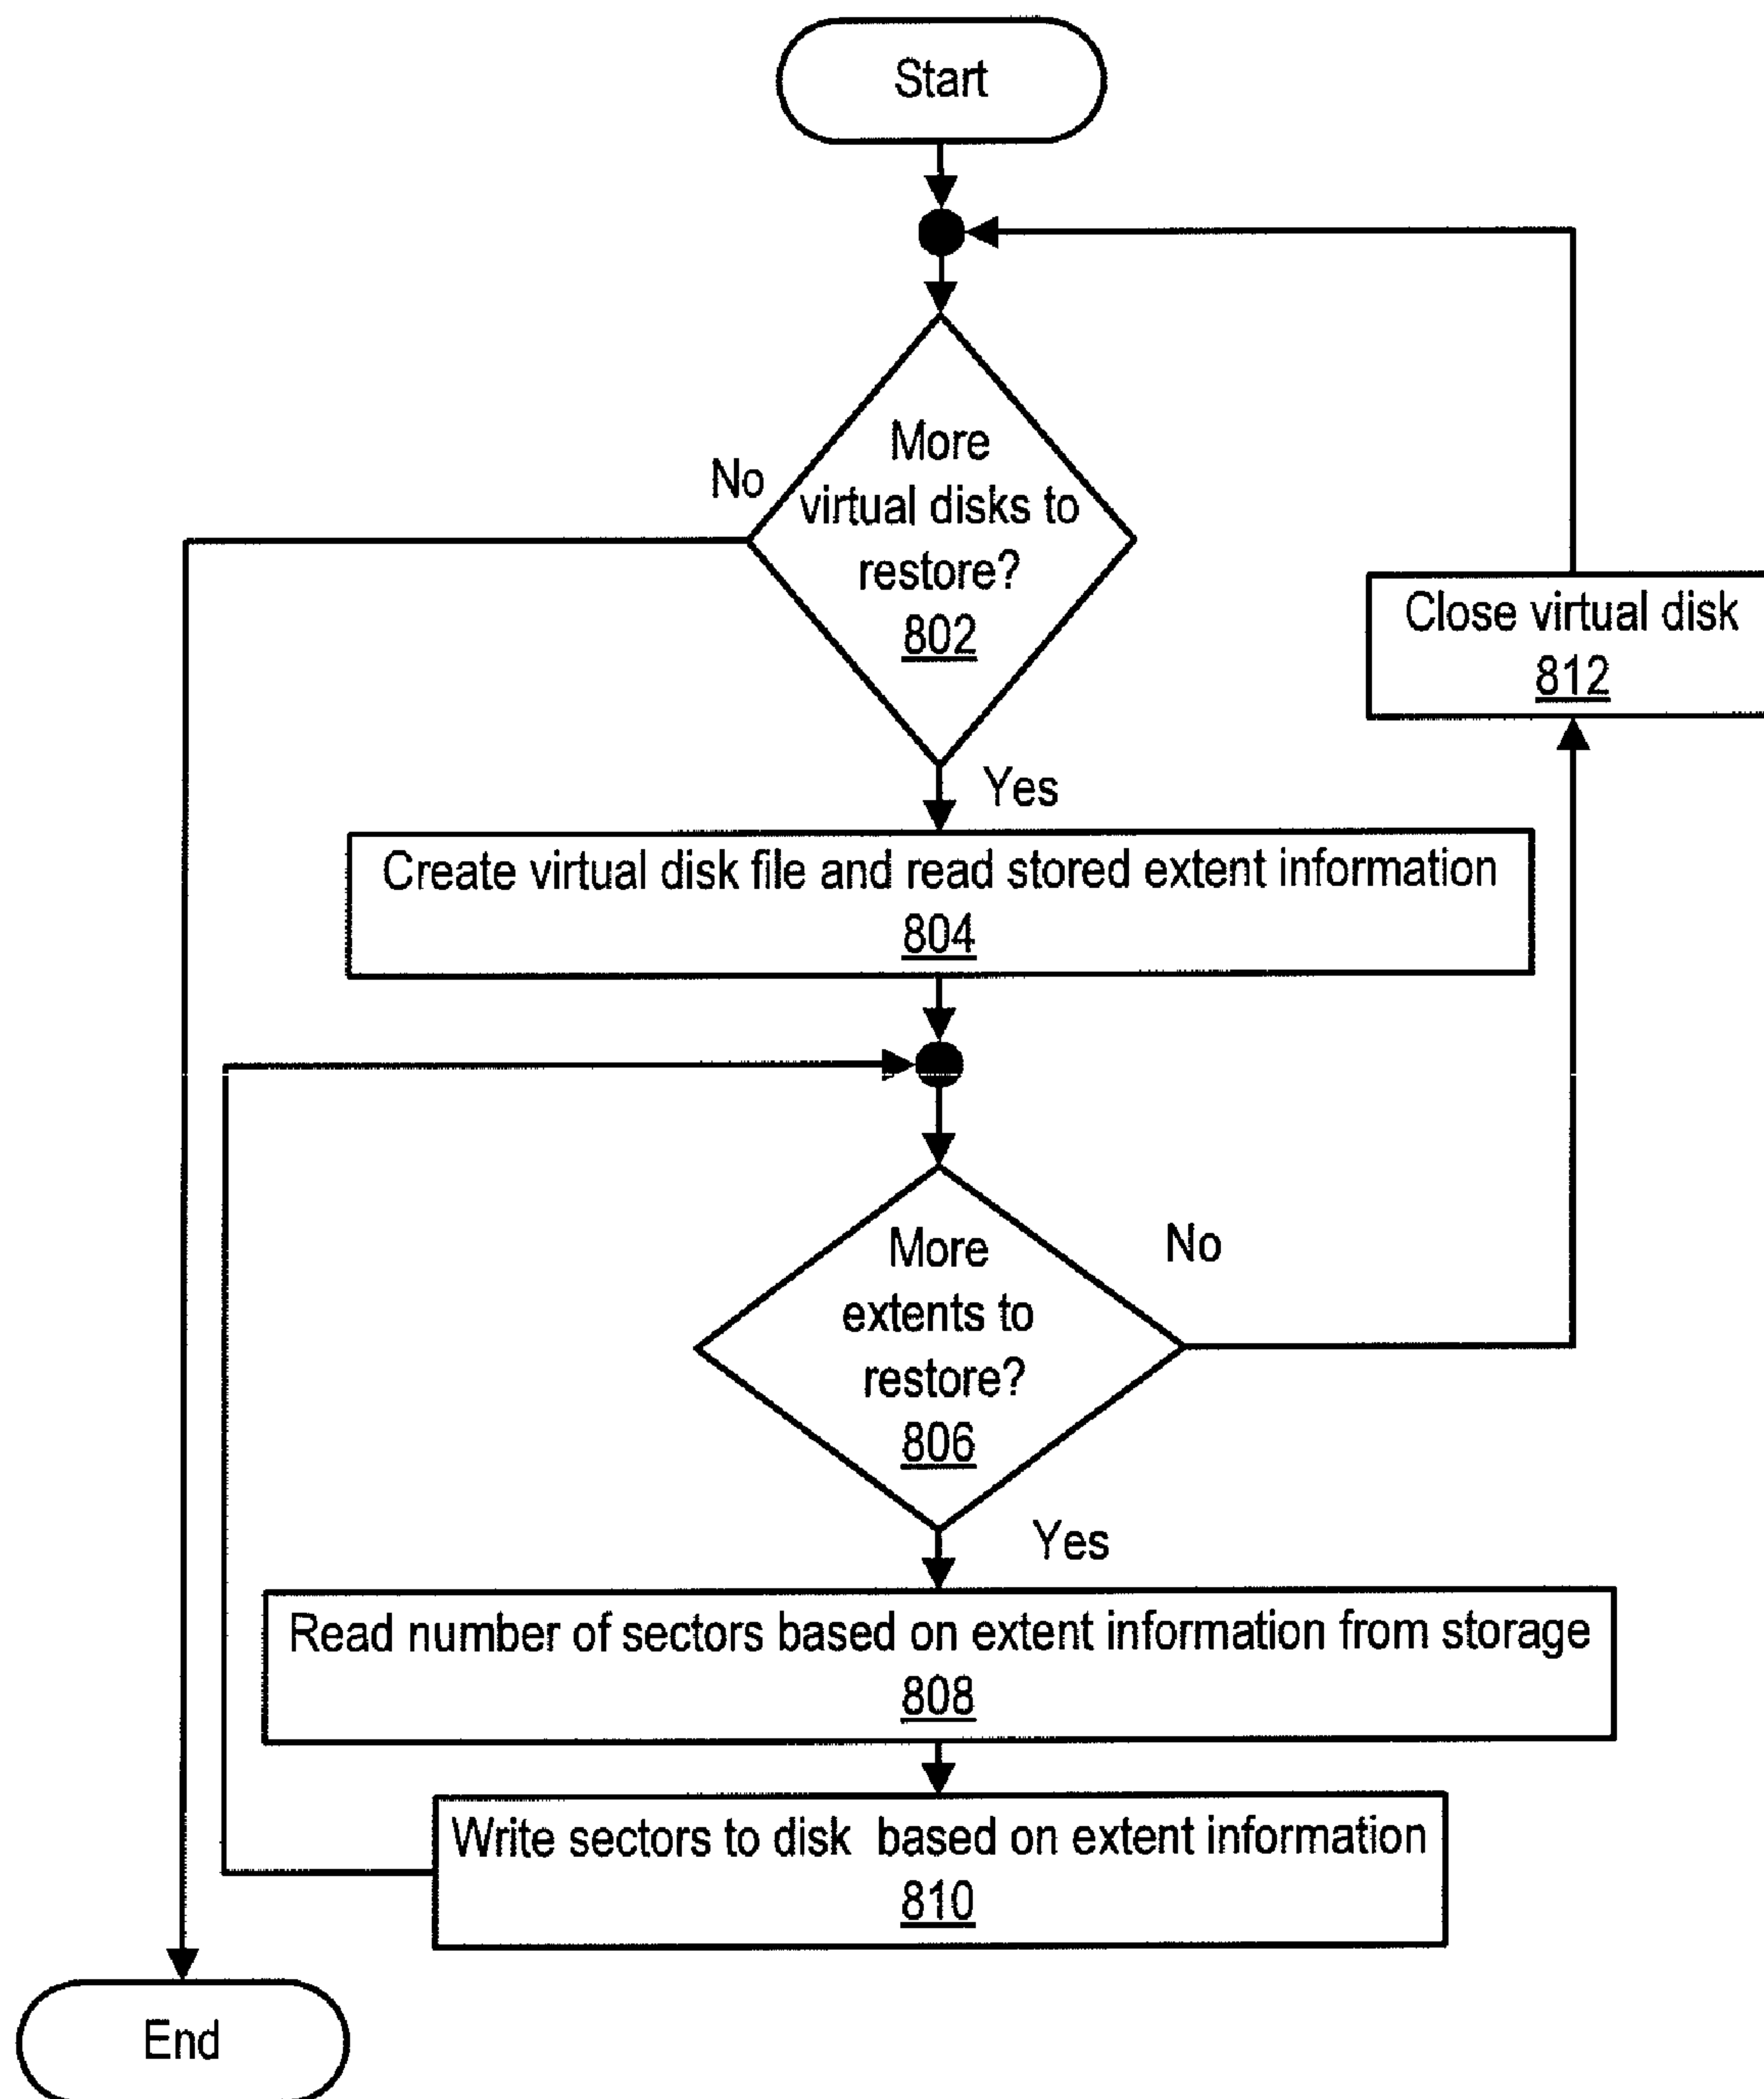 Start
More
No
virtual disks to
restore?
802
Close virtual disk
812
Yes
Create virtual disk file and read stored extent information
804
More
No
extents to
restore?
806
Yes
Read number of sectors based on extent information from storage
808
Write sectors to disk based on extent information
810
End